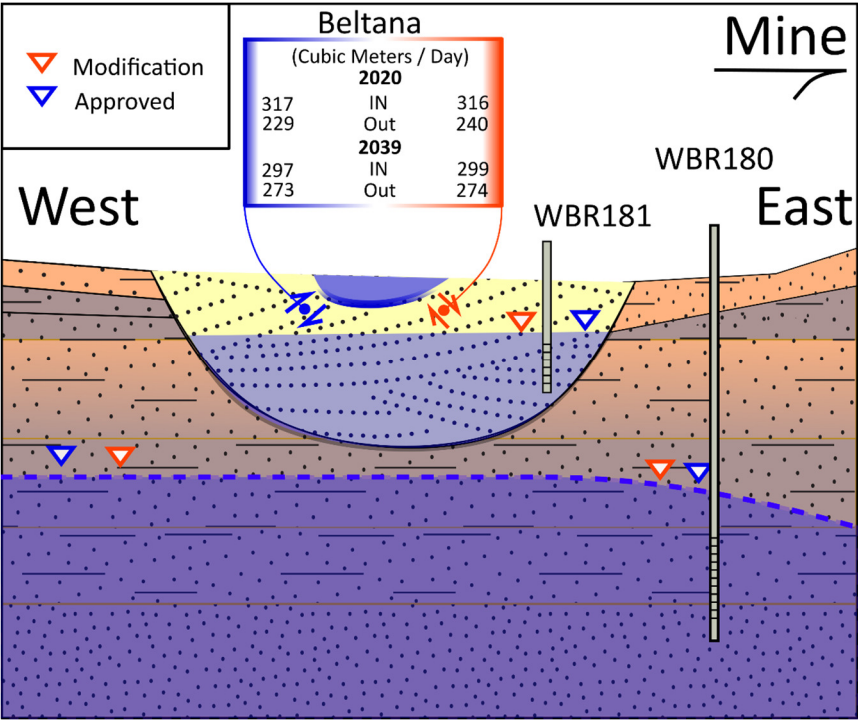 Beltana
Mine
Modification
Approved
(Cubic Meters / Day)
2020
317 IN 316
229 Out 240
2039
297 IN 299
273 Out 274
WBR180
West
WBR181
East